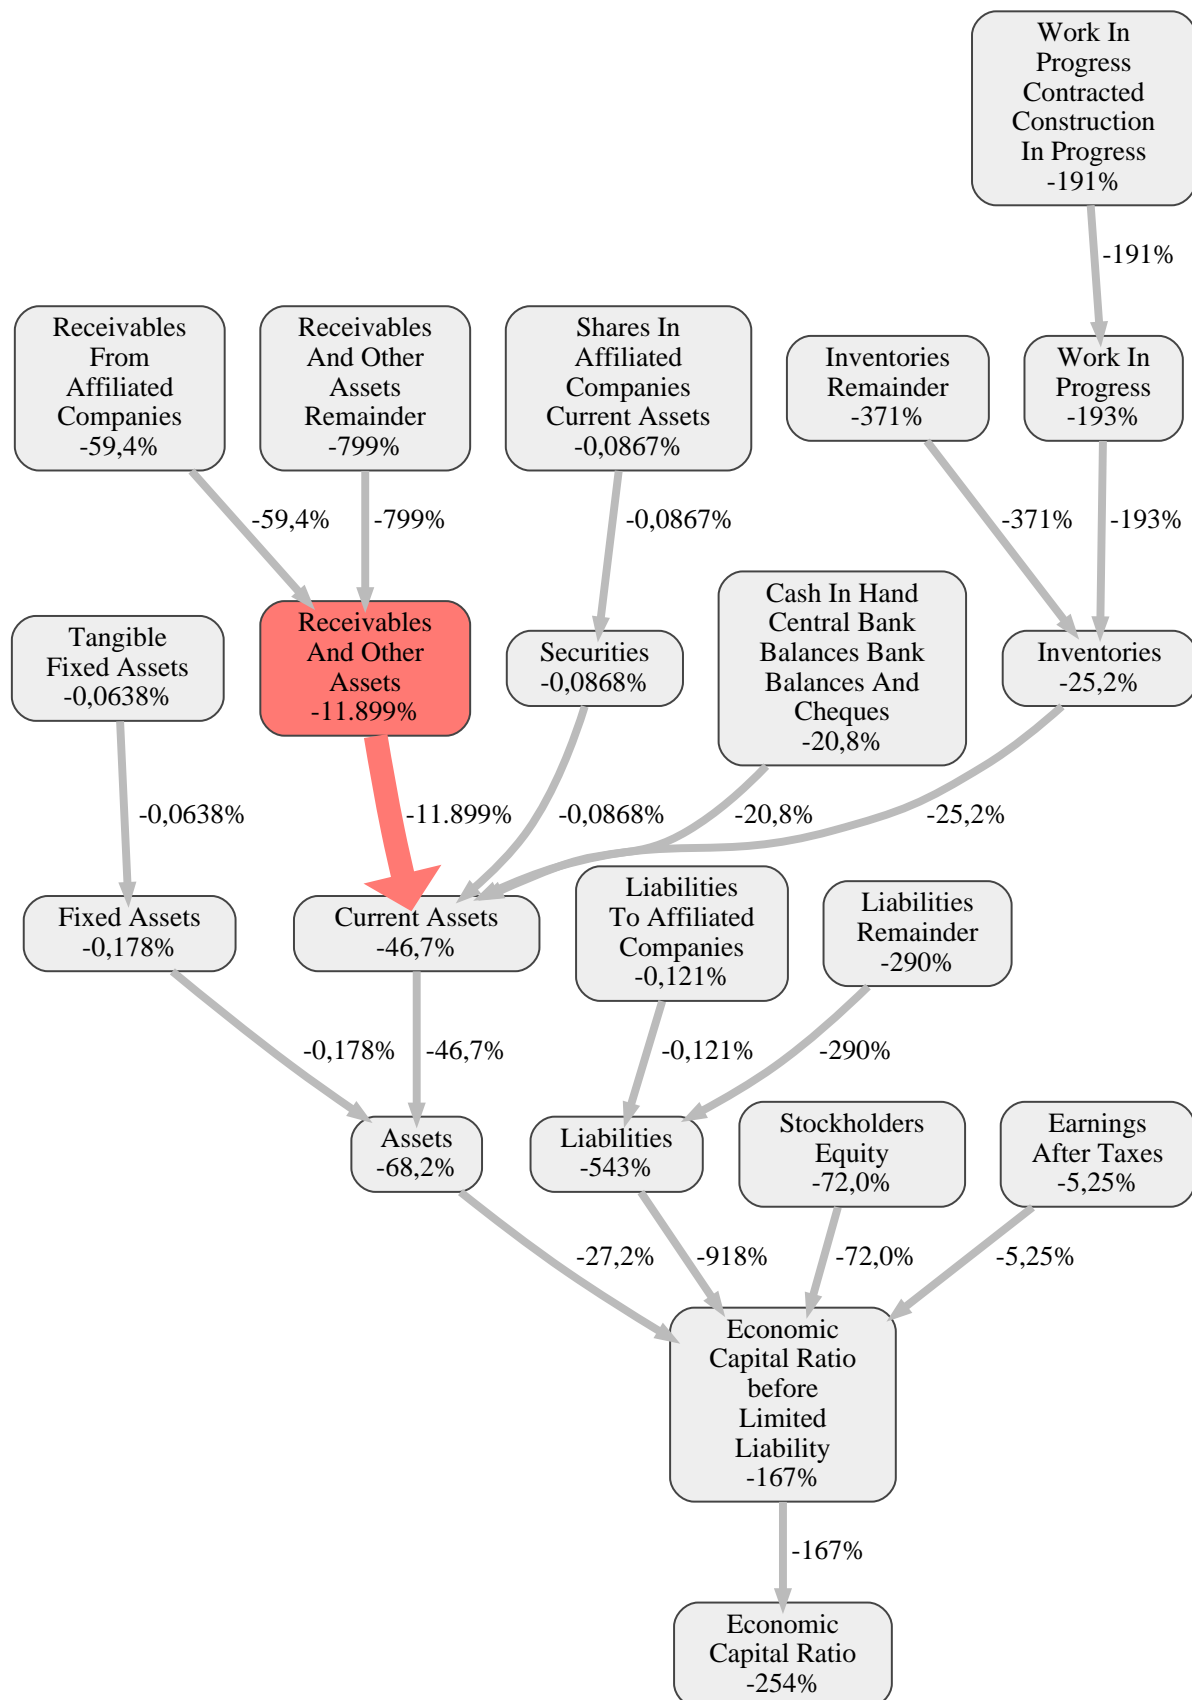 Work In
Progress
Contracted
Construction
In Progress
-191%
-191%
Receivables
From
Affiliated
Companies
-59,4%
Receivables
And Other
Assets
Remainder
-799%
Shares In
Affiliated
Companies
Current Assets
-0,0867%
Inventories
Remainder
-371%
Work In
Progress
-193%
-59,4%
-799%
-0,0867%
-371%
-193%
Tangible
Fixed Assets
-0,0638%
Receivables
And Other
Assets
-11.899%
Securities
-0,0868%
Cash In Hand
Central Bank
Balances Bank
Balances And
Cheques
-20,8%
Inventories
-25,2%
-0,0638%
-11.899%
-0,0868%
-20,8%
-25,2%
Fixed Assets
-0,178%
Current Assets
-46,7%
Liabilities
To Affiliated
Companies
-0,121%
Liabilities
Remainder
-290%
-0,178%
-46,7%
-0,121%
-290%
Assets
-68,2%
Liabilities
-543%
Stockholders
Equity
-72,0%
Earnings
After Taxes
-5,25%
-27,2%
-918%
-72,0%
-5,25%
Economic
Capital Ratio
before
Limited
Liability
-167%
-167%
Economic
Capital Ratio
-254%